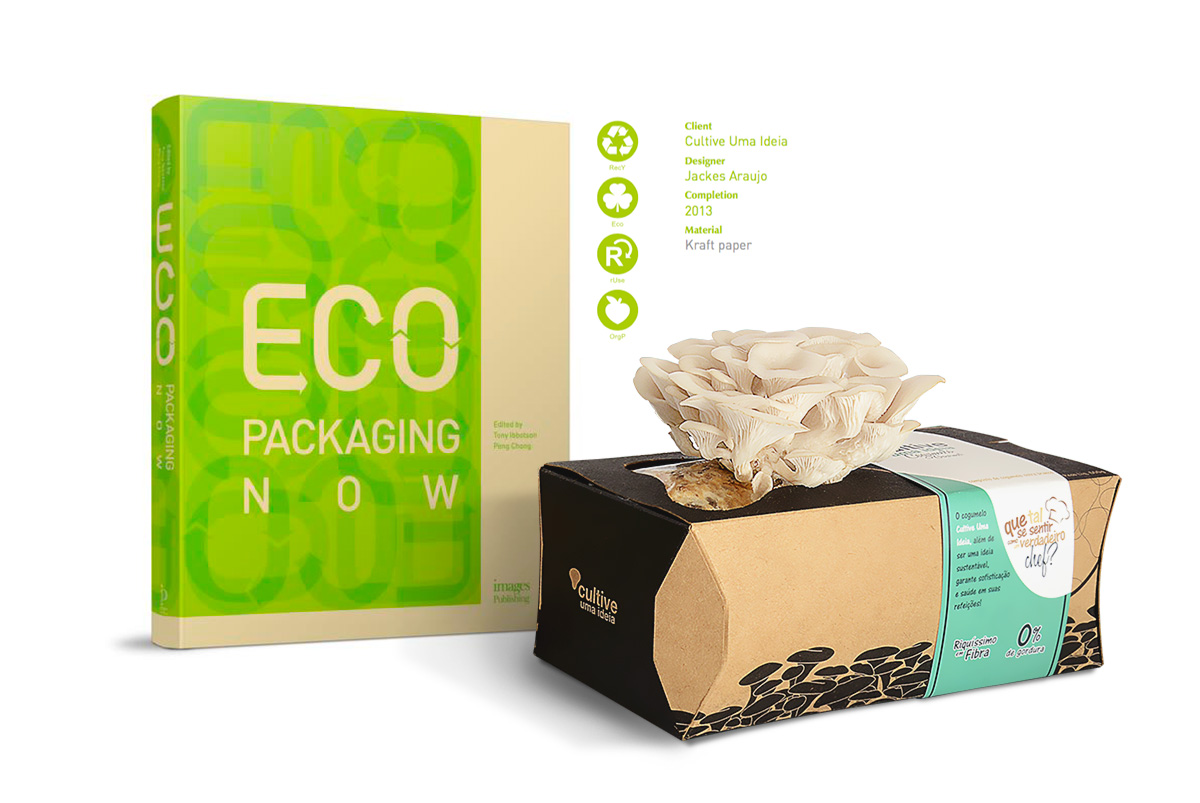 ECO
PACKAGING
NOW
Edited by
Tony Ibbotson
Peng Chong
images
Publishing
ECO
PACKAGING
NOW
RecY
Eco
R
rUse
OrgP
Client
Cultive Uma Ideia
Designer
Jackes Araujo
Completion
2013
Material
Kraft paper
cultive
uma ideia
O cogumelo
Cultive Uma
Ideia, além de
ser uma ideia
sustentável,
garante sofisticação
e saúde em suas
refeições!
que tal
se sentir
como um verdadeiro
chef?
Riquíssimo
em Fibra
0%
de gordura